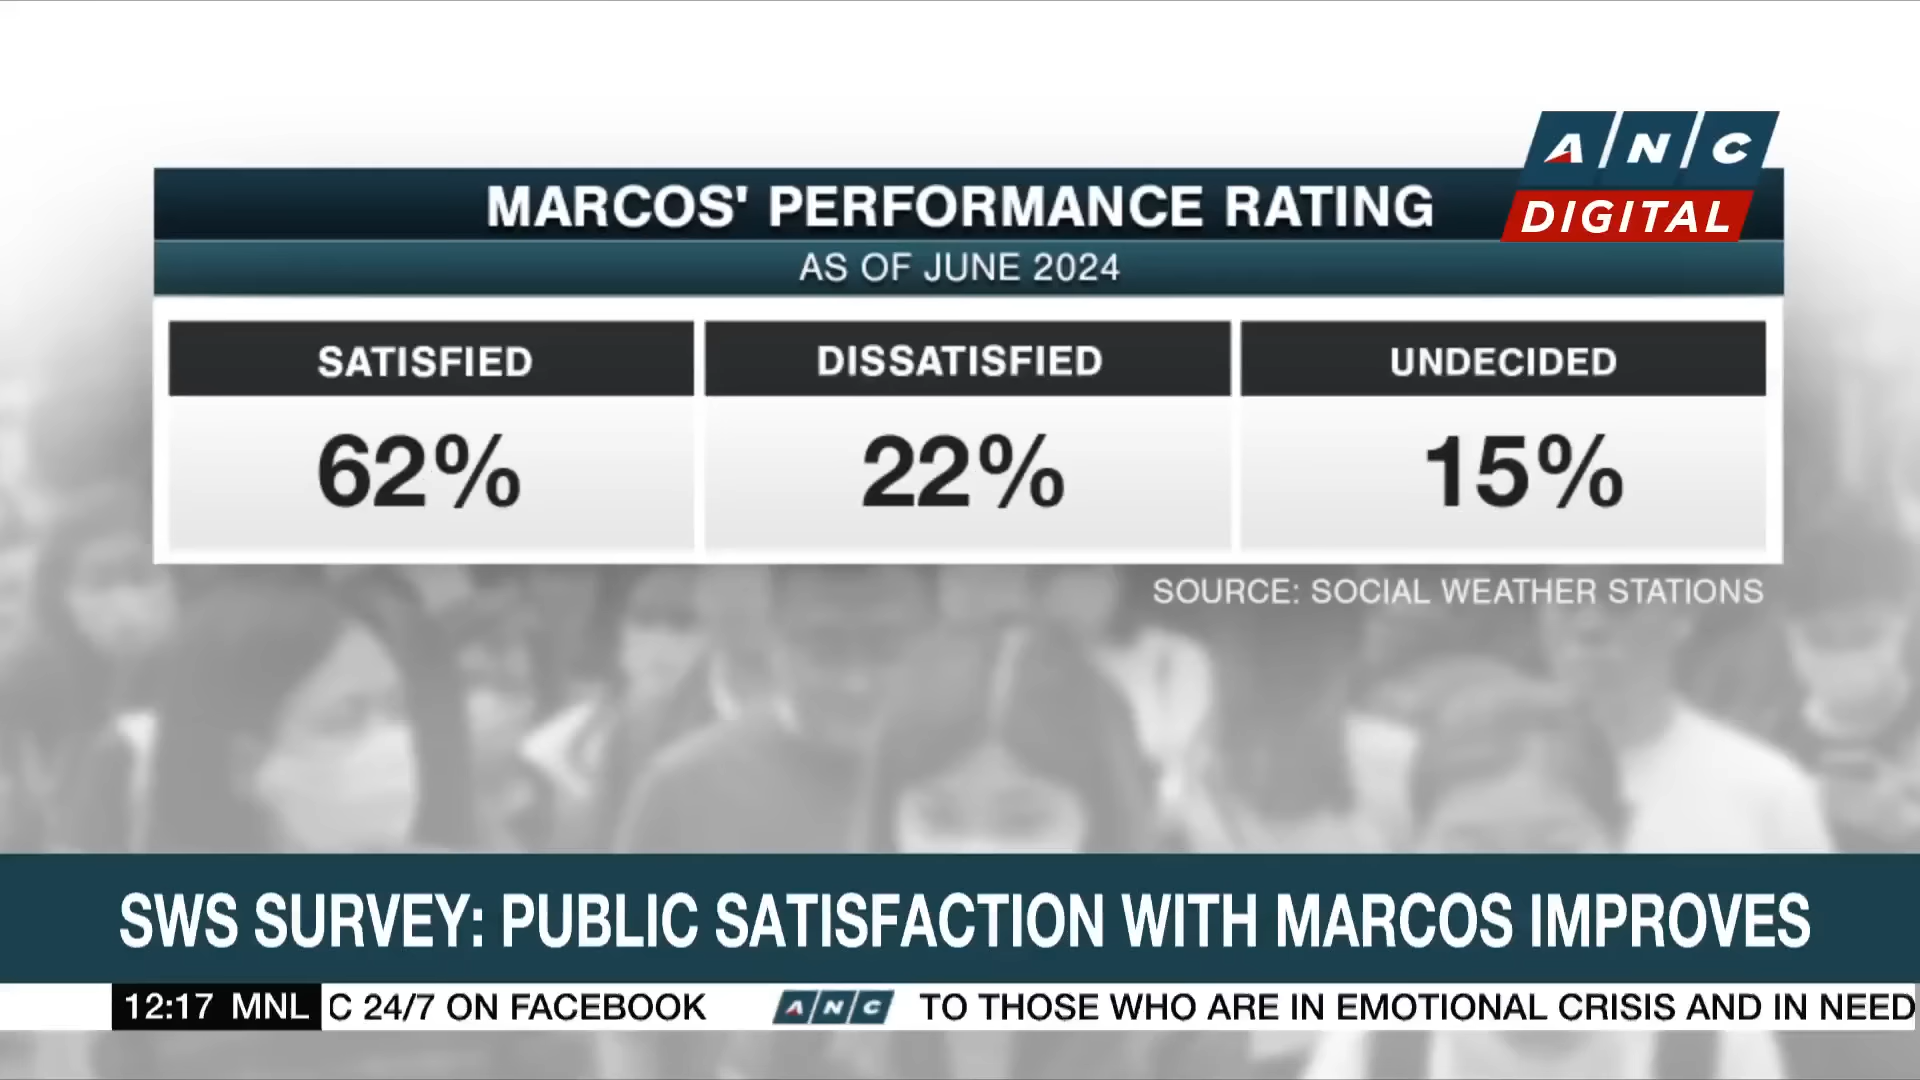 ANC
DIGITAL
MARCOS' PERFORMANCE RATING
AS OF JUNE 2024
SATISFIED DISSATISFIED UNDECIDED
62% 22% 15%
SOURCE: SOCIAL WEATHER STATIONS
SWS SURVEY: PUBLIC SATISFACTION WITH MARCOS IMPROVES
12:17 MNL C 24/7 ON FACEBOOK ANC TO THOSE WHO ARE IN EMOTIONAL CRISIS AND IN NEED